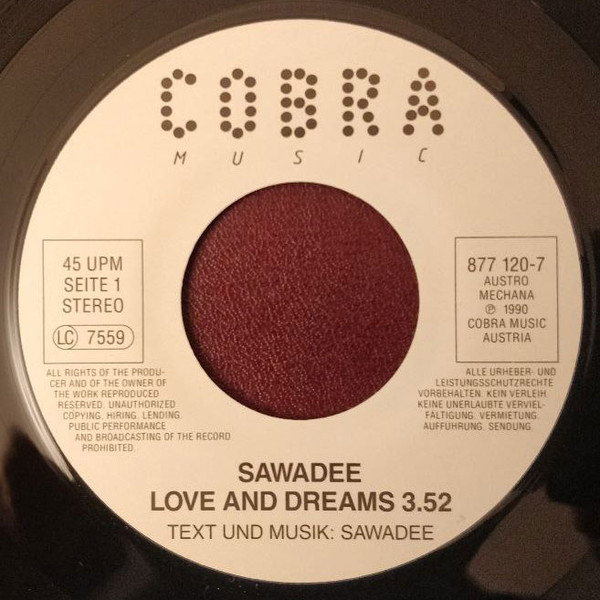 COBRA
MUSIC
45 UPM
SEITE 1
STEREO
LC 7559
877 120-7
AUSTRO
MECHANA
℗ 1990
COBRA MUSIC
AUSTRIA
ALL RIGHTS OF THE PRODU-
CER AND OF THE OWNER OF
THE WORK REPRODUCED
RESERVED. UNAUTHORIZED
COPYING. HIRING. LENDING.
PUBLIC PERFORMANCE
AND BROADCASTING OF THE RECORD
PROHIBITED.
ALLE URHEBER- UND
LEISTUNGSSCHUTZRECHTE
VORBEHALTEN. KEIN VERLEIH.
KEINE UNERLAUBTE VERVIEL-
FÄLTIGUNG. VERMIETUNG.
AUFFÜHRUNG. SENDUNG.
SAWADEE
LOVE AND DREAMS 3.52
TEXT UND MUSIK: SAWADEE